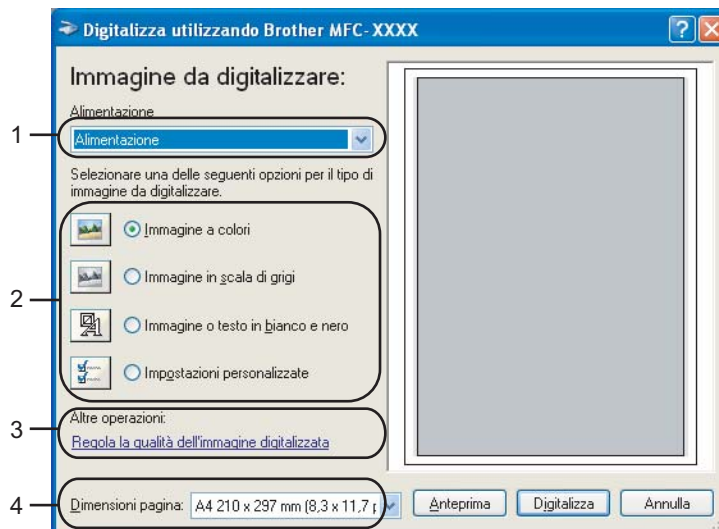 Digitalizza utilizzando Brother MFC-XXXX
Immagine da digitalizzare:
Alimentazione
1
Alimentazione
Selezionare una delle seguenti opzioni per il tipo di
immagine da digitalizzare.
2
Immagine a colori
Immagine in scala di grigi
Immagine o testo in bianco e nero
Impostazioni personalizzate
3
Altre operazioni:
Regola la qualità dell'immagine digitalizzata
4
Dimensioni pagina: A4 210 x 297 mm (8,3 x 11,7
Anteprima Digitalizza Annulla